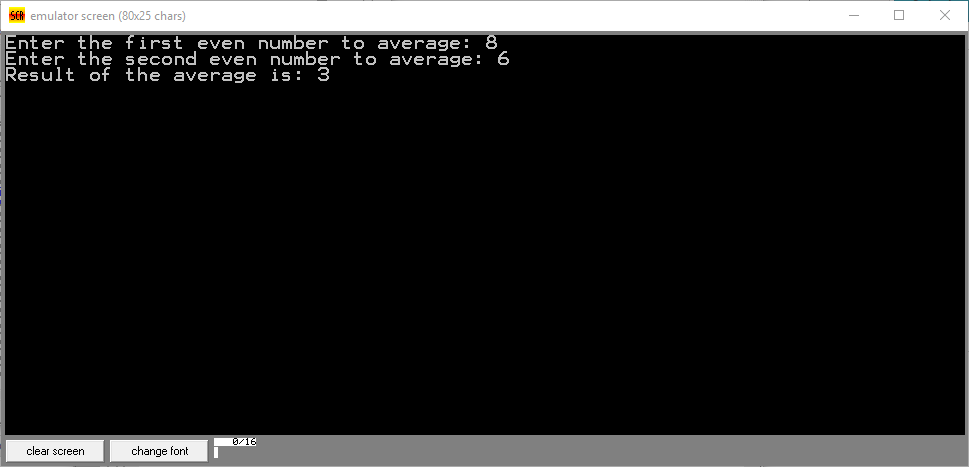 emulator screen (80x25 chars)
Enter the first even number to average: 8
Enter the second even number to average: 6
Result of the average is: 3
clear screen
change font
0/16